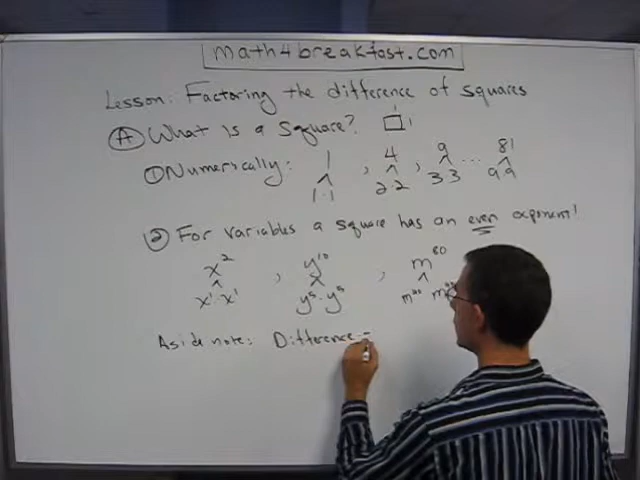 math4breakfast.com
Lesson: Factoring the difference of squares
Ⓐ What is a square? 1 1
① Numerically: 1 , 4 , 9 ... 81
1·1 2·2 3·3 9·9
② For variables a square has an even exponent!
x² , y¹⁰ , m⁸⁰
x¹·x¹ y⁵·y⁵
Aside note: Difference =